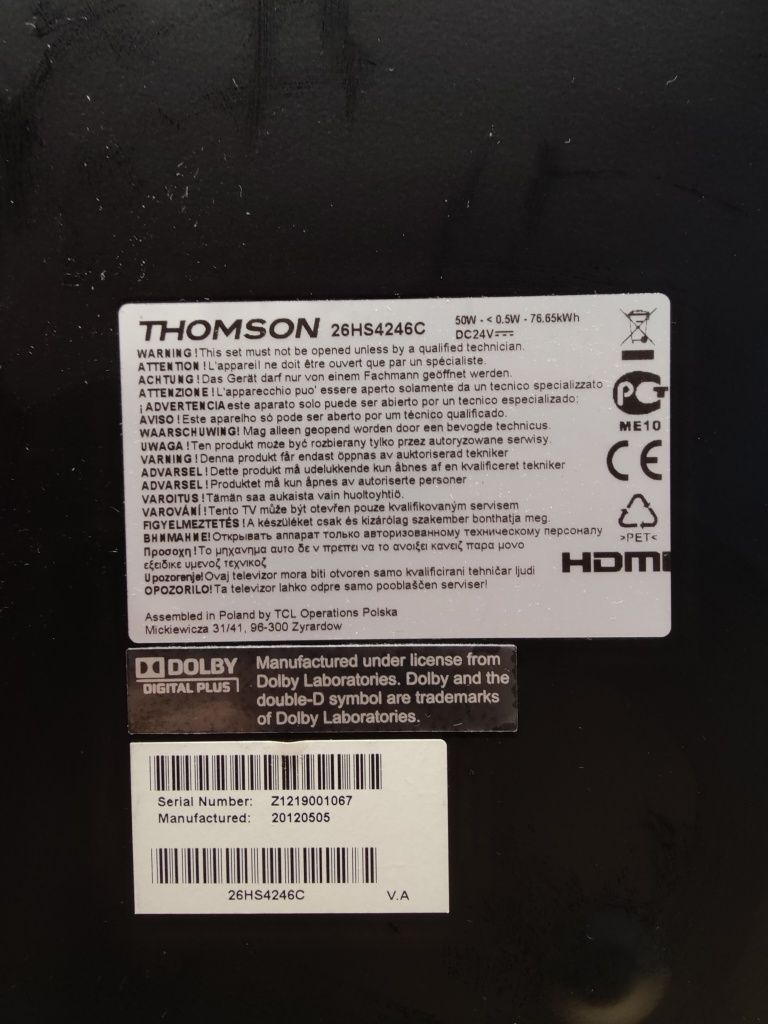 THOMSON 26HS4246C 50W - < 0.5W - 76.65kWh
DC24V
WARNING ! This set must not be opened unless by a qualified technician.
ATTENTION ! L'appareil ne doit être ouvert que par un spécialiste.
ACHTUNG ! Das Gerät darf nur von einem Fachmann geöffnet werden.
ATTENZIONE ! L'apparecchio puo' essere aperto solamente da un tecnico specializzato
¡ ADVERTENCIA este aparato solo puede ser abierto por un tecnico especializado;
AVISO ! Este aparelho só pode ser aberto por um técnico qualificado.
WAARSCHUWING! Mag alleen geopend worden door een bevogde technicus.
UWAGA ! Ten produkt może być rozbierany tylko przez autoryzowane serwisy.
VARNING ! Denna produkt får endast öppnas av auktoriserad tekniker
ADVARSEL ! Dette produkt må udelukkende kun åbnes af en kvalificeret tekniker
ADVARSEL ! Produktet må kun åpnes av autoriserte personer
VAROITUS ! Tämän saa aukaista vain huoltoyhtiö.
VAROVÁNÍ ! Tento TV může být otevřen pouze kvalifikovaným servisem
FIGYELMEZTETÉS ! A készüléket csak és kizárólag szakember bonthatja meg.
ВНИМАНИЕ! Открывать аппарат только авторизованному техническому персоналу
Προσοχη ! Το μηχανημα αυτο δε ν πρεπει να το ανοιξει κανεις παρα μονο
εξειδικε υμενος τεχνικος
Upozorenje! Ovaj televizor mora biti otvoren samo kvalificirani tehničar ljudi
OPOZORILO! Ta televizor lahko odpre samo pooblaščen serviser!
Assembled in Poland by TCL Operations Polska
Mickiewicza 31/41, 96-300 Zyrardow
PCT
ME10
CE
>PET<
HDMI
DOLBY
DIGITAL PLUS
Manufactured under license from
Dolby Laboratories. Dolby and the
double-D symbol are trademarks
of Dolby Laboratories.
Serial Number: Z1219001067
Manufactured: 20120505
26HS4246C V.A